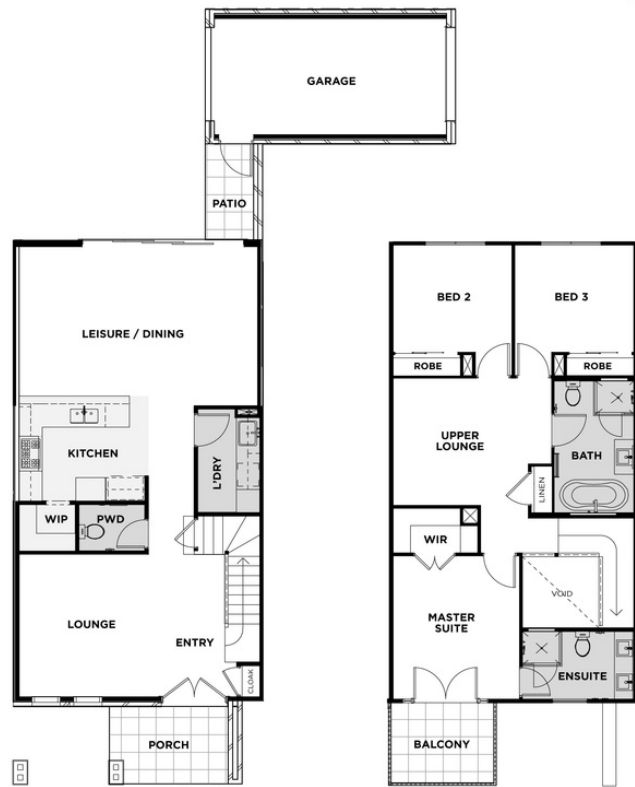 GARAGE
PATIO
LEISURE / DINING
KITCHEN
L'DRY
WIP
PWD
LOUNGE
ENTRY
CLOAK
PORCH
BED 2
BED 3
ROBE
ROBE
UPPER
LOUNGE
BATH
LINEN
WIR
VOID
MASTER
SUITE
ENSUITE
BALCONY